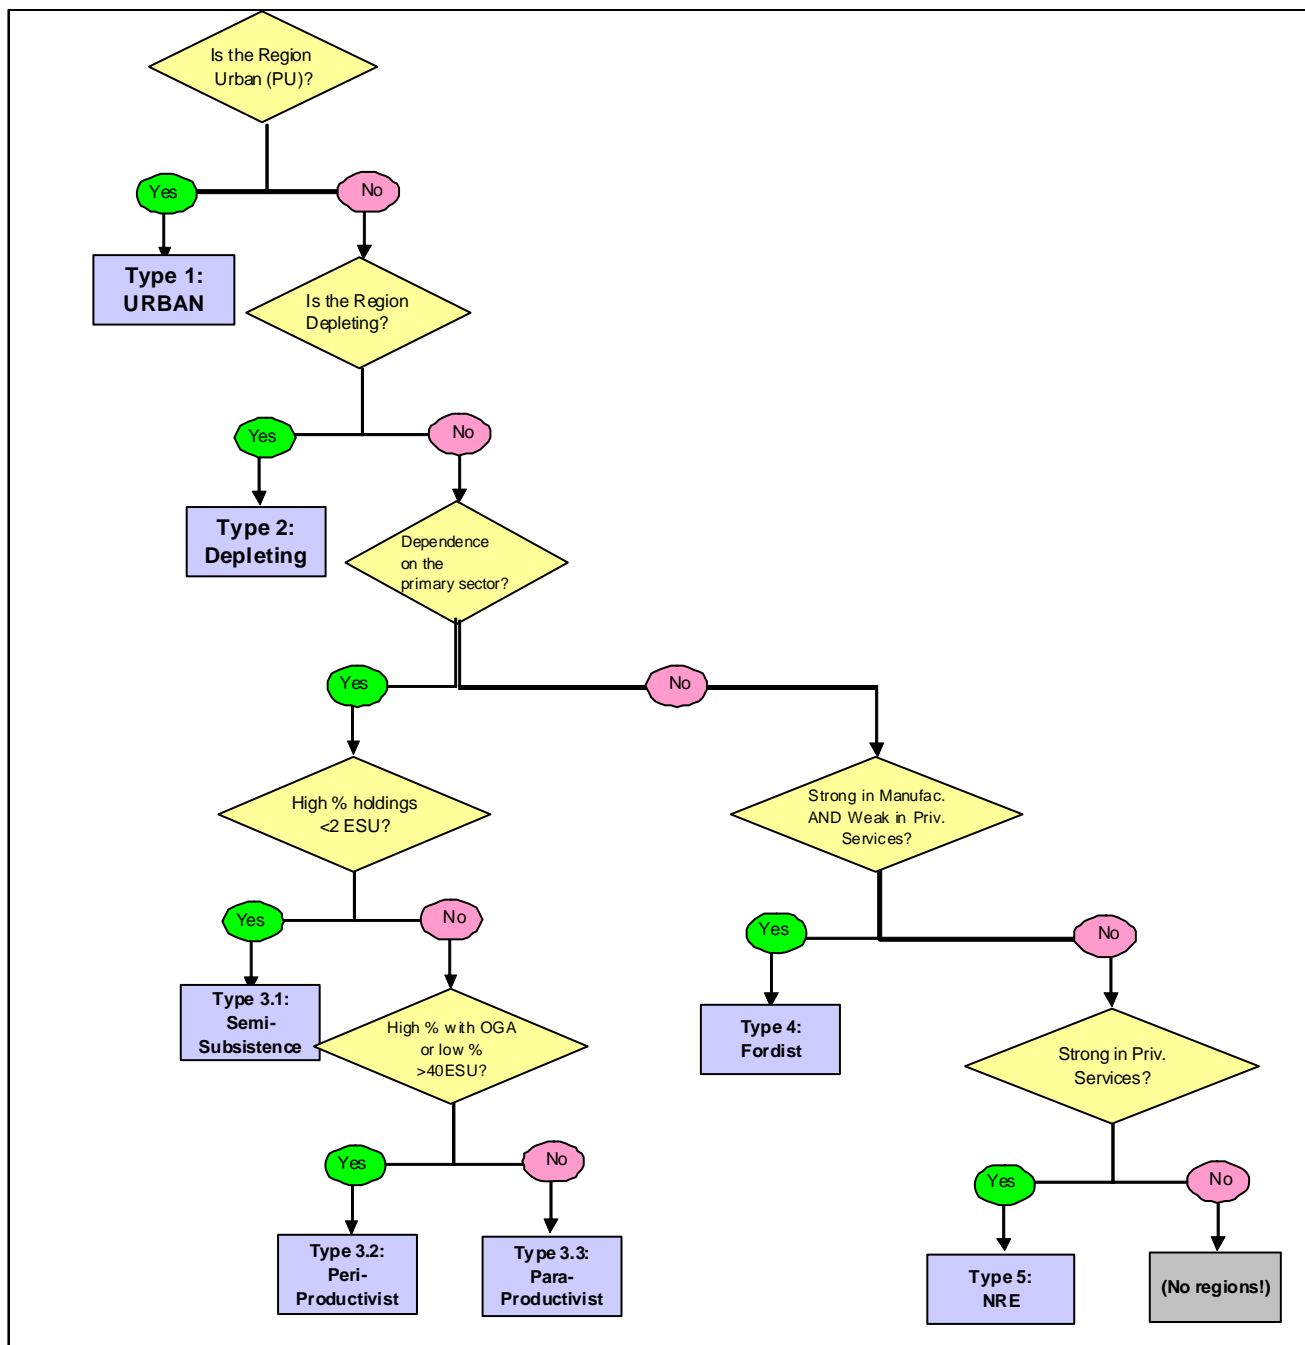 Is the Region
Urban (PU)?
Yes
No
Type 1:
URBAN
Is the Region
Depleting?
Yes
No
Type 2:
Depleting
Dependence
on the
primary sector?
Yes
No
High % holdings
<2 ESU?
Strong in Manufac.
AND Weak in Priv.
Services?
Yes
No
Yes
No
Type 3.1:
Semi-
Subsistence
High % with OGA
or low %
>40ESU?
Type 4:
Fordist
Strong in Priv.
Services?
Yes
No
Yes
No
Type 3.2:
Peri-
Productivist
Type 3.3:
Para-
Productivist
Type 5:
NRE
(No regions!)